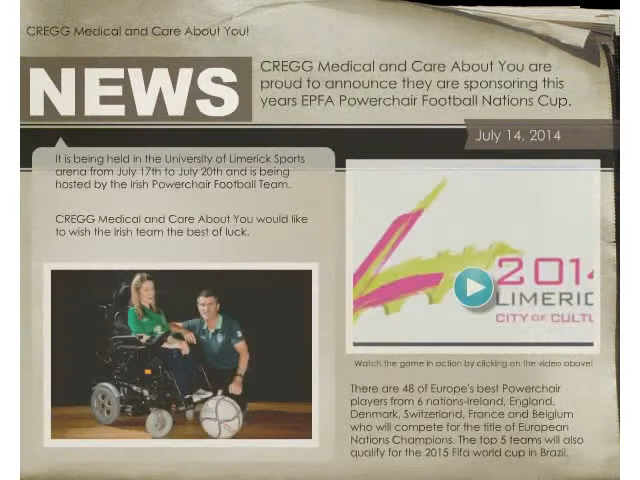 CREGG Medical and Care About You!
NEWS
CREGG Medical and Care About You are
proud to announce they are sponsoring this
years EPFA Powerchair Football Nations Cup.
July 14, 2014
It is being held in the University of Limerick Sports
arena from July 17th to July 20th and is being
hosted by the Irish Powerchair Football Team.
CREGG Medical and Care About You would like
to wish the Irish team the best of luck.
2014
LIMERIC
CITY OF CULTU
Watch the game in action by clicking on the video above!
There are 48 of Europe's best Powerchair
players from 6 nations-Ireland, England,
Denmark, Switzerland, France and Belgium
who will compete for the title of European
Nations Champions. The top 5 teams will also
qualify for the 2015 Fifa world cup in Brazil.